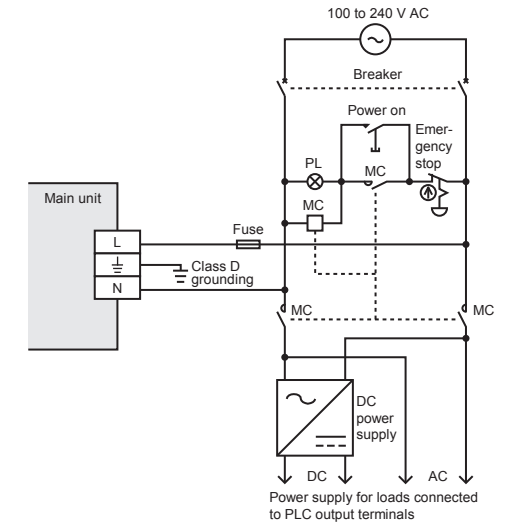 100 to 240 V AC
Breaker
Power on
Emer-
gency
stop
PL
MC
MC
Main unit
Fuse
L
Class D
grounding
N
MC
MC
DC
power
supply
DC
AC
Power supply for loads connected
to PLC output terminals